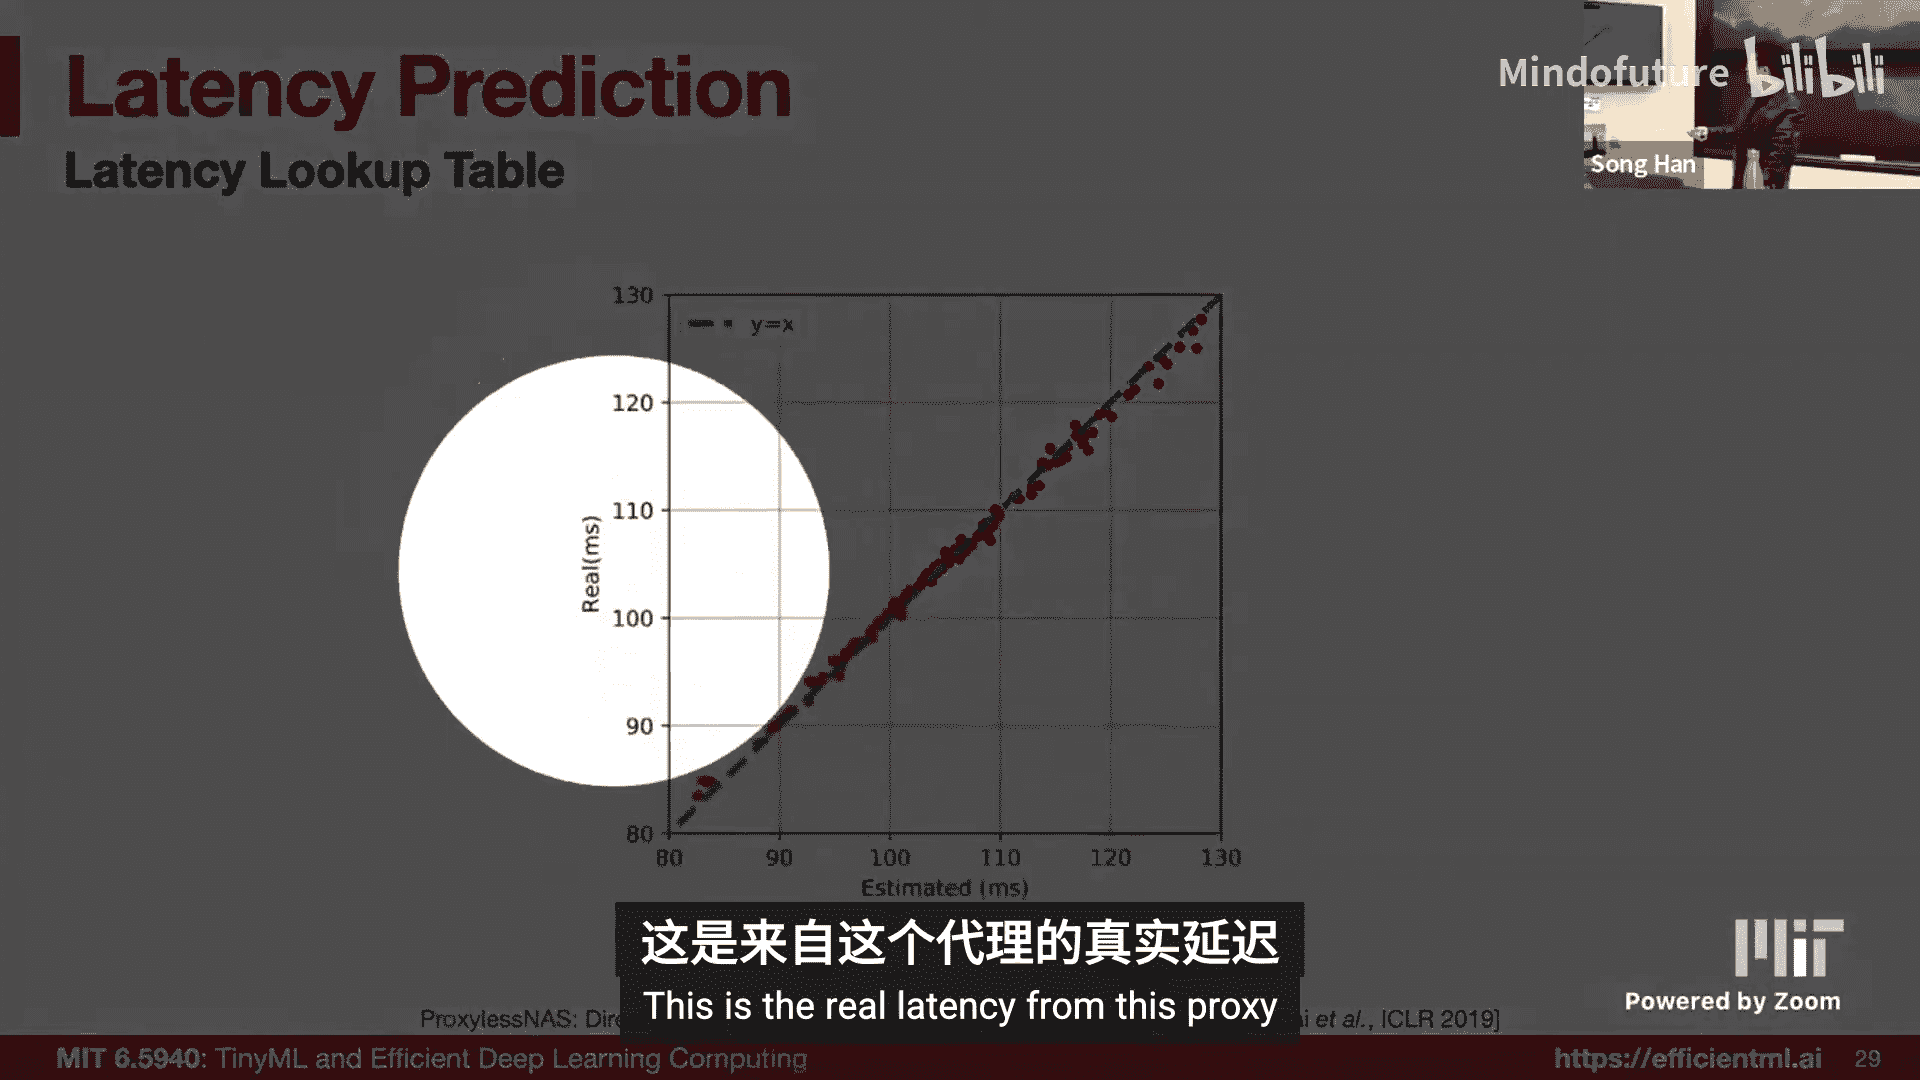 Latency Prediction
Latency Lookup Table
Mindofuture bilibili
Song Han
130
y=x
120
110
Real(ms)
100
90
80
80 90 100 110 120 130
Estimated (ms)
这是来自这个代理的真实延迟
This is the real latency from this proxy
MIT
Powered by Zoom
ProxylessNAS: et al., ICLR 2019]
MIT 6.5940: TinyML and Efficient Deep Learning Computing
https://efficientml.ai 29